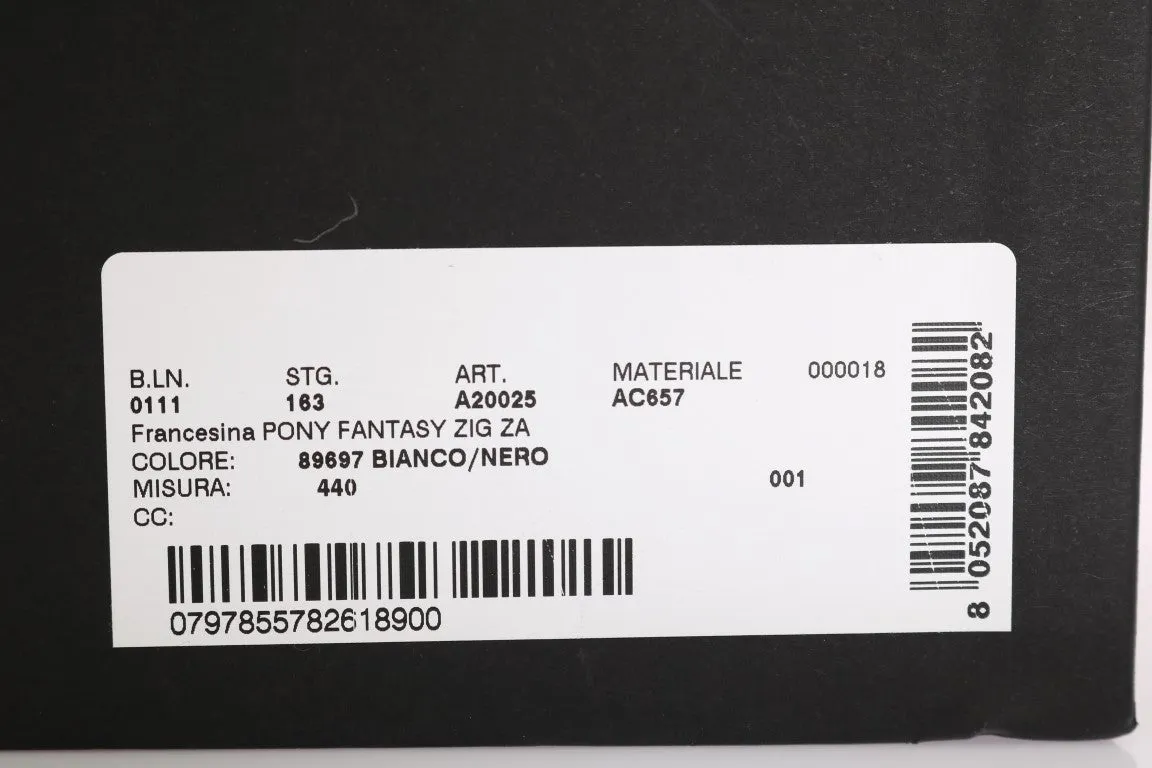 B.LN. STG. ART. MATERIALE 000018
0111 163 A20025 AC657
Francesina PONY FANTASY ZIG ZA
COLORE: 89697 BIANCO/NERO
MISURA: 440 001
CC:
0797855782618900
8 052087 842082